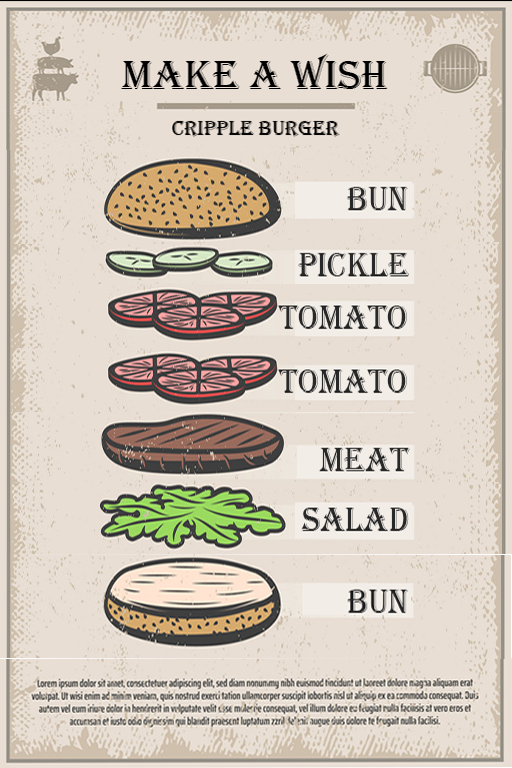 MAKE A WISH
CRIPPLE BURGER
BUN
PICKLE
TOMATO
TOMATO
MEAT
SALAD
BUN
Lorem ipsum dolor sit amet, consectetuer adipiscing elit, sed diam nonummy nibh euismod tincidunt ut laoreet dolore magna aliquam erat
volutpat. Ut wisi enim ad minim veniam, quis nostrud exerci tation ullamcorper suscipit lobortis nisl ut aliquip ex ea commodo consequat. Duis
autem vel eum iriure dolor in hendrerit in vulputate velit esse molestie consequat, vel illum dolore eu feugiat nulla facilisis at vero eros et
accumsan et iusto odio dignissim qui blandit praesent luptatum zzril delenit augue duis dolore te feugait nulla facilisi.